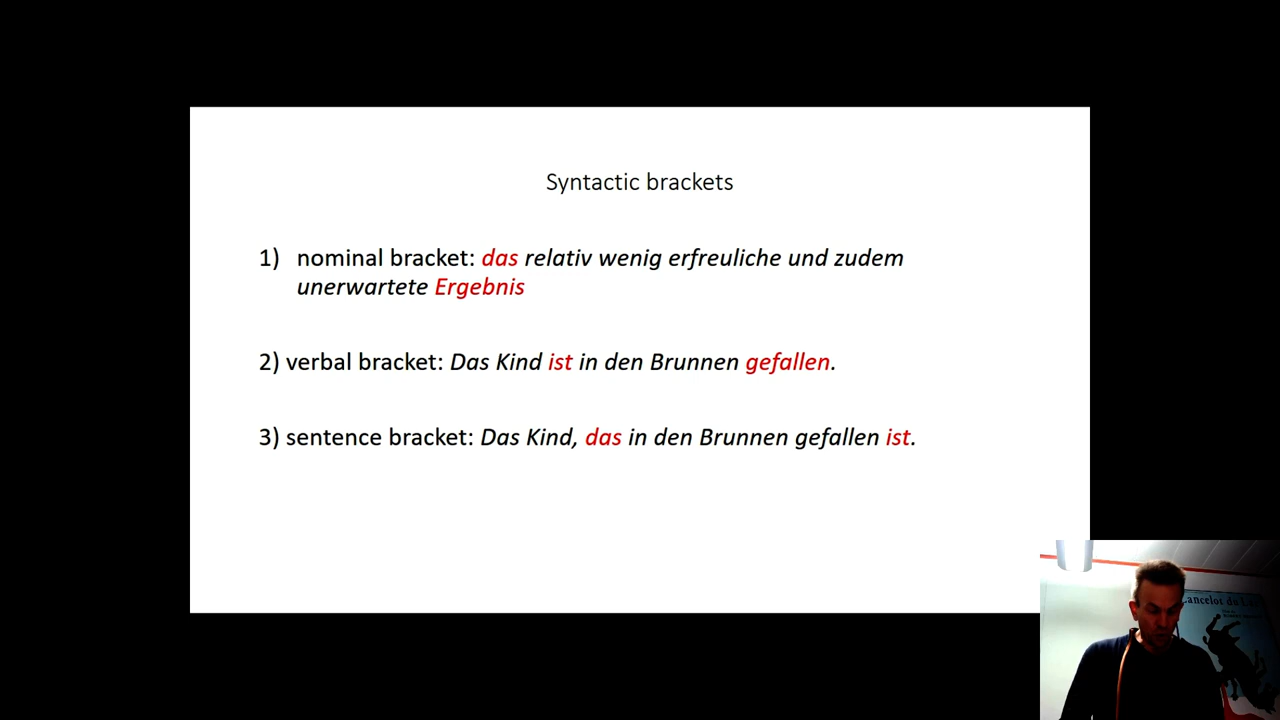 Syntactic brackets
1) nominal bracket: das relativ wenig erfreuliche und zudem
unerwartete Ergebnis
2) verbal bracket: Das Kind ist in den Brunnen gefallen.
3) sentence bracket: Das Kind, das in den Brunnen gefallen ist.